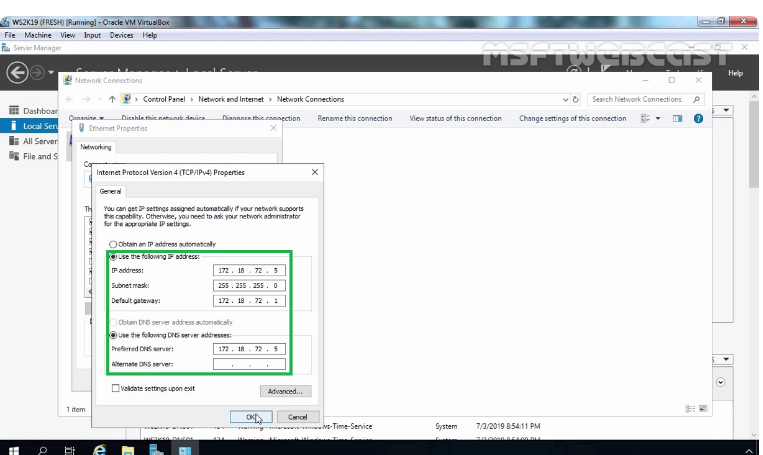 WS2K19 (FRESH) [Running] - Oracle VM VirtualBox
File Machine View Input Devices Help
Server Manager
MSFTWEBCAST
Help
Network Connections
Control Panel > Network and Internet > Network Connections
Search Network Connections
Dashboar
Organize
Disable this network device
Diagnose this connection
Rename this connection
View status of this connection
Change settings of this connection
Local Serv
Ethernet Properties
All Server
Networking
File and S
Internet Protocol Version 4 (TCP/IPv4) Properties
General
You can get IP settings assigned automatically if your network supports
this capability. Otherwise, you need to ask your network administrator
for the appropriate IP settings.
Obtain an IP address automatically
Use the following IP address:
IP address: 172 . 18 . 72 . 5
Subnet mask: 255 . 255 . 255 . 0
Default gateway: 172 . 18 . 72 . 1
Obtain DNS server address automatically
Use the following DNS server addresses:
Preferred DNS server: 172 . 18 . 72 . 5
Alternate DNS server: . . .
Validate settings upon exit
Advanced...
1 item
OK Cancel
System 7/3/2019 8:54:11 PM